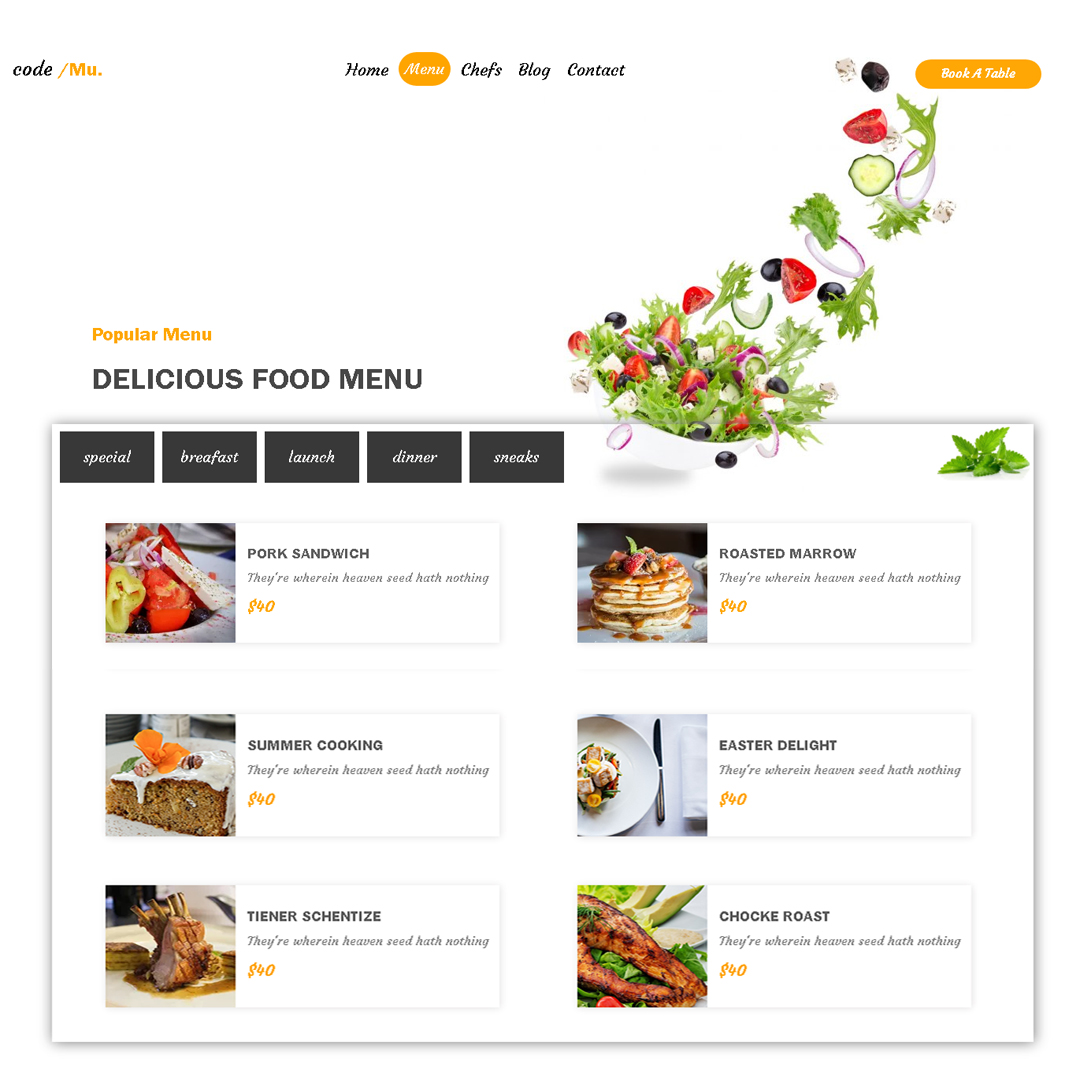 code /Mu.
Home Menu Chefs Blog Contact
Book A Table
Popular Menu
DELICIOUS FOOD MENU
special breafast launch dinner sneaks
PORK SANDWICH
They're wherein heaven seed hath nothing
$40
ROASTED MARROW
They're wherein heaven seed hath nothing
$40
SUMMER COOKING
They're wherein heaven seed hath nothing
$40
EASTER DELIGHT
They're wherein heaven seed hath nothing
$40
TIENER SCHENTIZE
They're wherein heaven seed hath nothing
$40
CHOCKE ROAST
They're wherein heaven seed hath nothing
$40